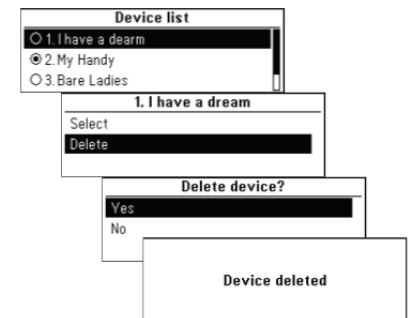 Device list
1. I have a dearm
2. My Handy
3. Bare Ladies
1. I have a dream
Select
Delete
Delete device?
Yes
No
Device deleted